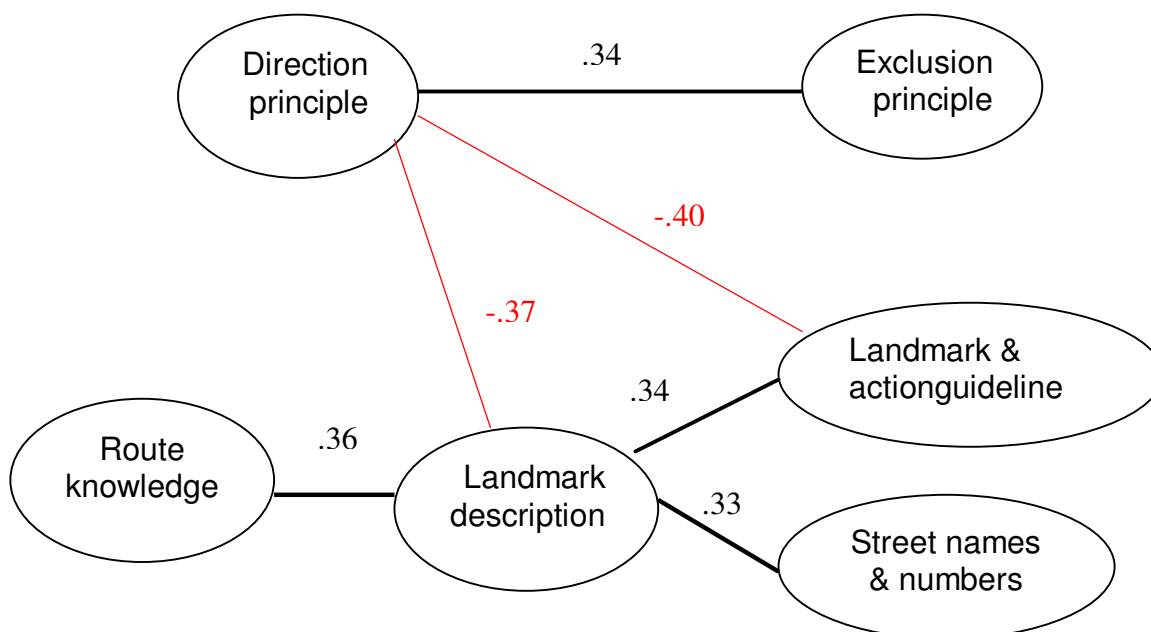 Direction
principle
.34
Exclusion
principle
-.40
-.37
Landmark &
actionguideline
.34
Route
knowledge
.36
Landmark
description
.33
Street names
& numbers